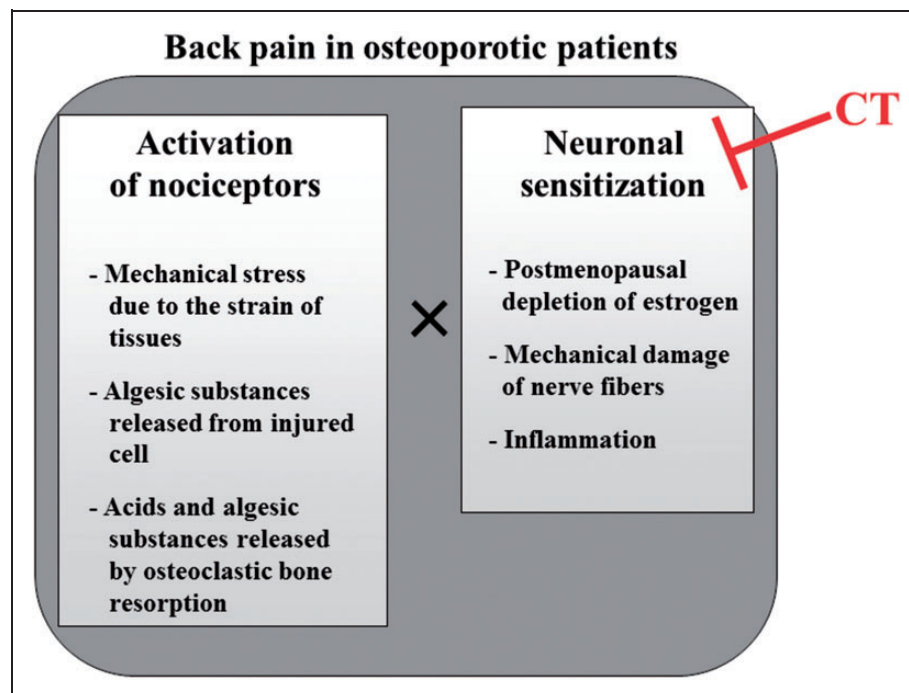 Back pain in osteoporotic patients
Activation
of nociceptors
- Mechanical stress
due to the strain of
tissues
- Algesic substances
released from injured
cell
- Acids and algesic
substances released
by osteoclastic bone
resorption
×
Neuronal
sensitization
- Postmenopausal
depletion of estrogen
- Mechanical damage
of nerve fibers
- Inflammation
CT